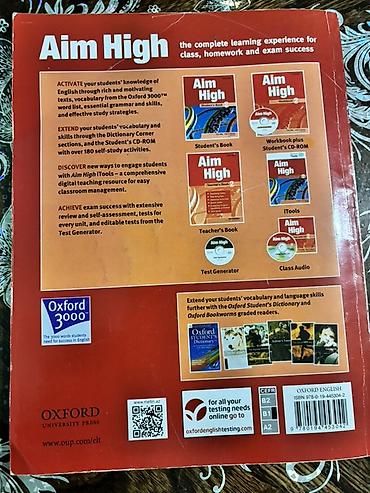 Aim High
the complete learning experience for
class, homework and exam success
ACTIVATE your students' knowledge of
English through rich and motivating
texts, vocabulary from the Oxford 3000™
word list, essential grammar and skills,
and effective study strategies.
EXTEND your students' vocabulary and
skills through the Dictionary Corner
sections, and the Student's CD-ROM
with over 180 self-study activities.
DISCOVER new ways to engage students
with Aim High iTools – a comprehensive
digital teaching resource for easy
classroom management.
ACHIEVE exam success with extensive
review and self-assessment, tests for
every unit, and editable tests from the
Test Generator.
Aim
High
Student's Book
Aim
High
Workbook plus
Student's CD-ROM
Aim
High
Teacher's Book
Aim
High
iTools
Aim High
Test Generator
Aim High
Class Audio
Oxford
3000™
The 3000 words students
need for success in English
Extend your students' vocabulary and language skills
further with the Oxford Student's Dictionary and
Oxford Bookworms graded readers.
Oxford
STUDENT'S
Dictionary
OXFORD
UNIVERSITY PRESS
www.oup.com/elt
www.metin.az
for all your
testing needs
online go to
oxfordenglishtesting.com
CEFR
B2
B1
A2
OXFORD ENGLISH
ISBN 978-0-19-445304-2
9 780194 453042